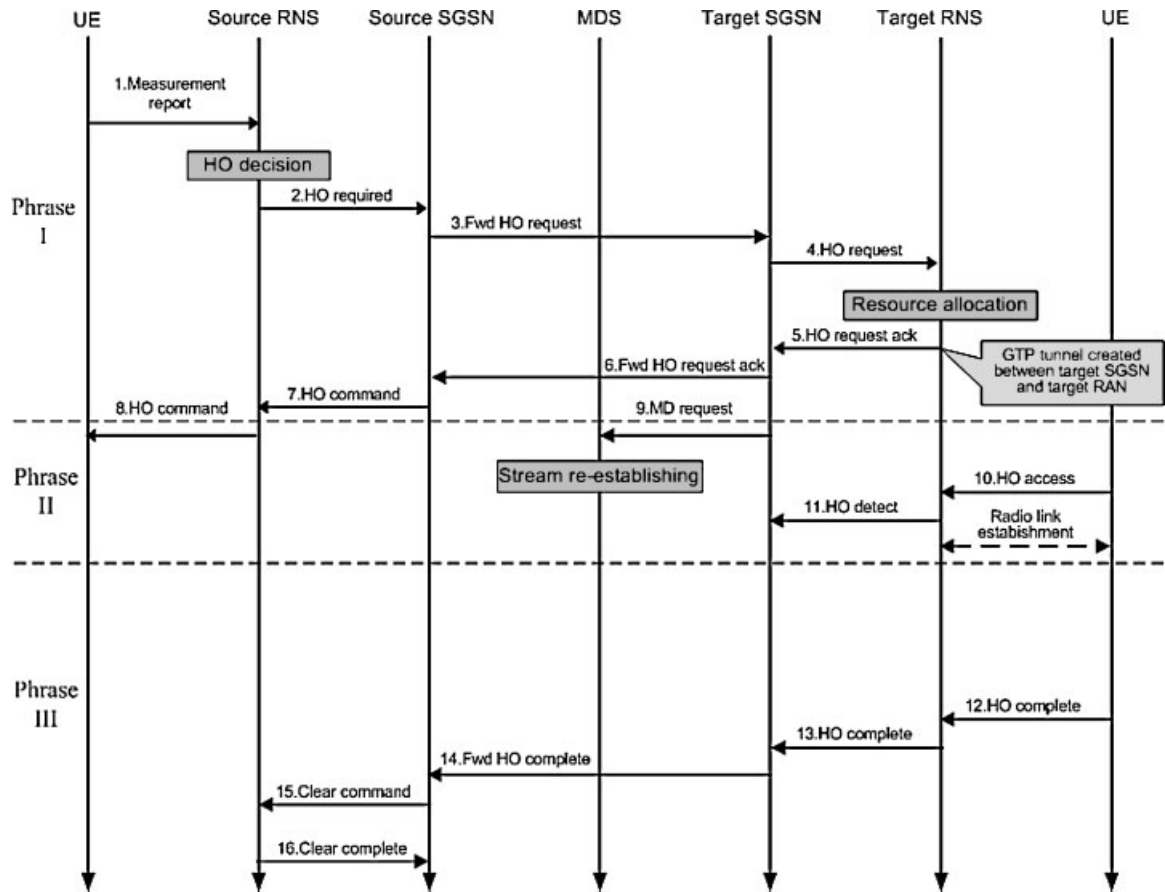 UE
Source RNS
Source SGSN
MDS
Target SGSN
Target RNS
UE
1.Measurement
report
HO decision
2.HO required
Phrase
I
3.Fwd HO request
4.HO request
Resource allocation
5.HO request ack
GTP tunnel created
between target SGSN
and target RAN
6.Fwd HO request ack
7.HO command
8.HO command
9.MD request
Phrase
II
Stream re-establishing
10.HO access
11.HO detect
Radio link
estabishment
Phrase
III
12.HO complete
13.HO complete
14.Fwd HO complete
15.Clear command
16.Clear complete